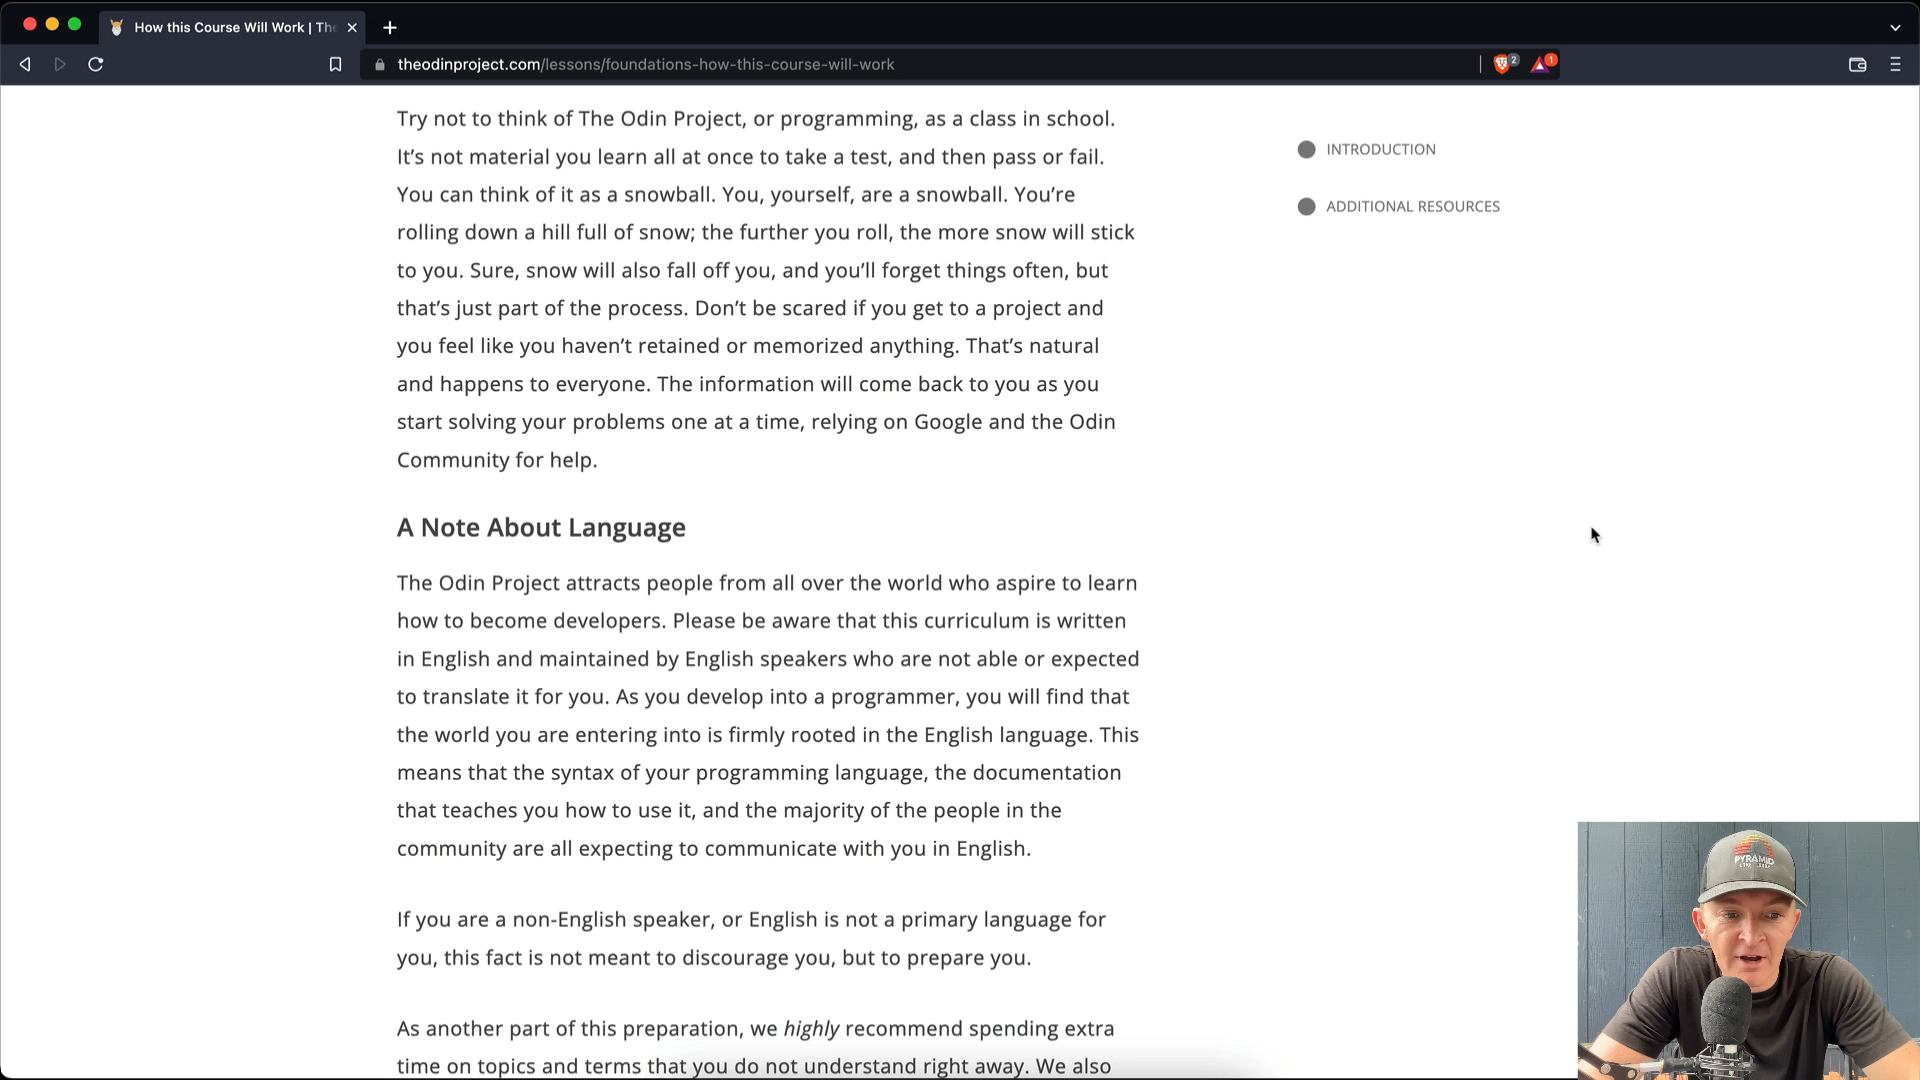 How this Course Will Work | The
theodinproject.com/lessons/foundations-how-this-course-will-work
2
1
Try not to think of The Odin Project, or programming, as a class in school.
It's not material you learn all at once to take a test, and then pass or fail.
You can think of it as a snowball. You, yourself, are a snowball. You're
rolling down a hill full of snow; the further you roll, the more snow will stick
to you. Sure, snow will also fall off you, and you'll forget things often, but
that's just part of the process. Don't be scared if you get to a project and
you feel like you haven't retained or memorized anything. That's natural
and happens to everyone. The information will come back to you as you
start solving your problems one at a time, relying on Google and the Odin
Community for help.
A Note About Language
The Odin Project attracts people from all over the world who aspire to learn
how to become developers. Please be aware that this curriculum is written
in English and maintained by English speakers who are not able or expected
to translate it for you. As you develop into a programmer, you will find that
the world you are entering into is firmly rooted in the English language. This
means that the syntax of your programming language, the documentation
that teaches you how to use it, and the majority of the people in the
community are all expecting to communicate with you in English.
If you are a non-English speaker, or English is not a primary language for
you, this fact is not meant to discourage you, but to prepare you.
As another part of this preparation, we highly recommend spending extra
time on topics and terms that you do not understand right away. We also
INTRODUCTION
ADDITIONAL RESOURCES
PYRAMID